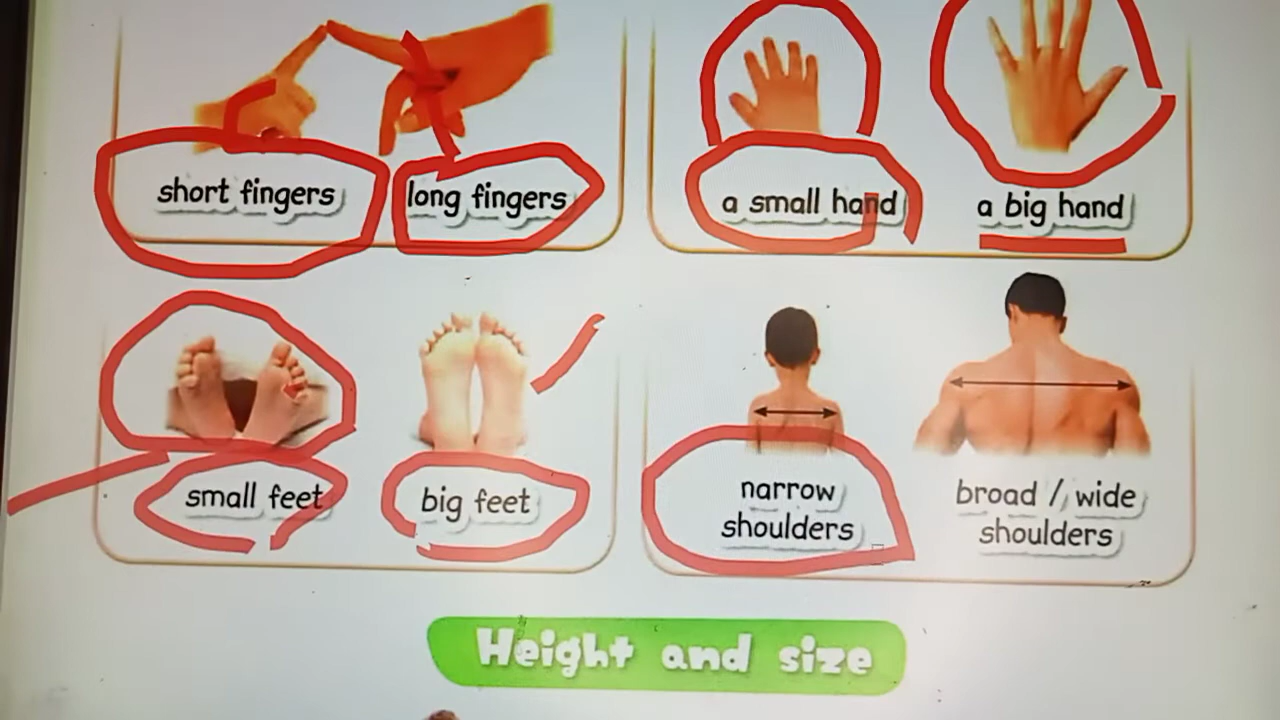 short fingers
long fingers
a small hand
a big hand
small feet
big feet
narrow
shoulders
broad / wide
shoulders
Height and size